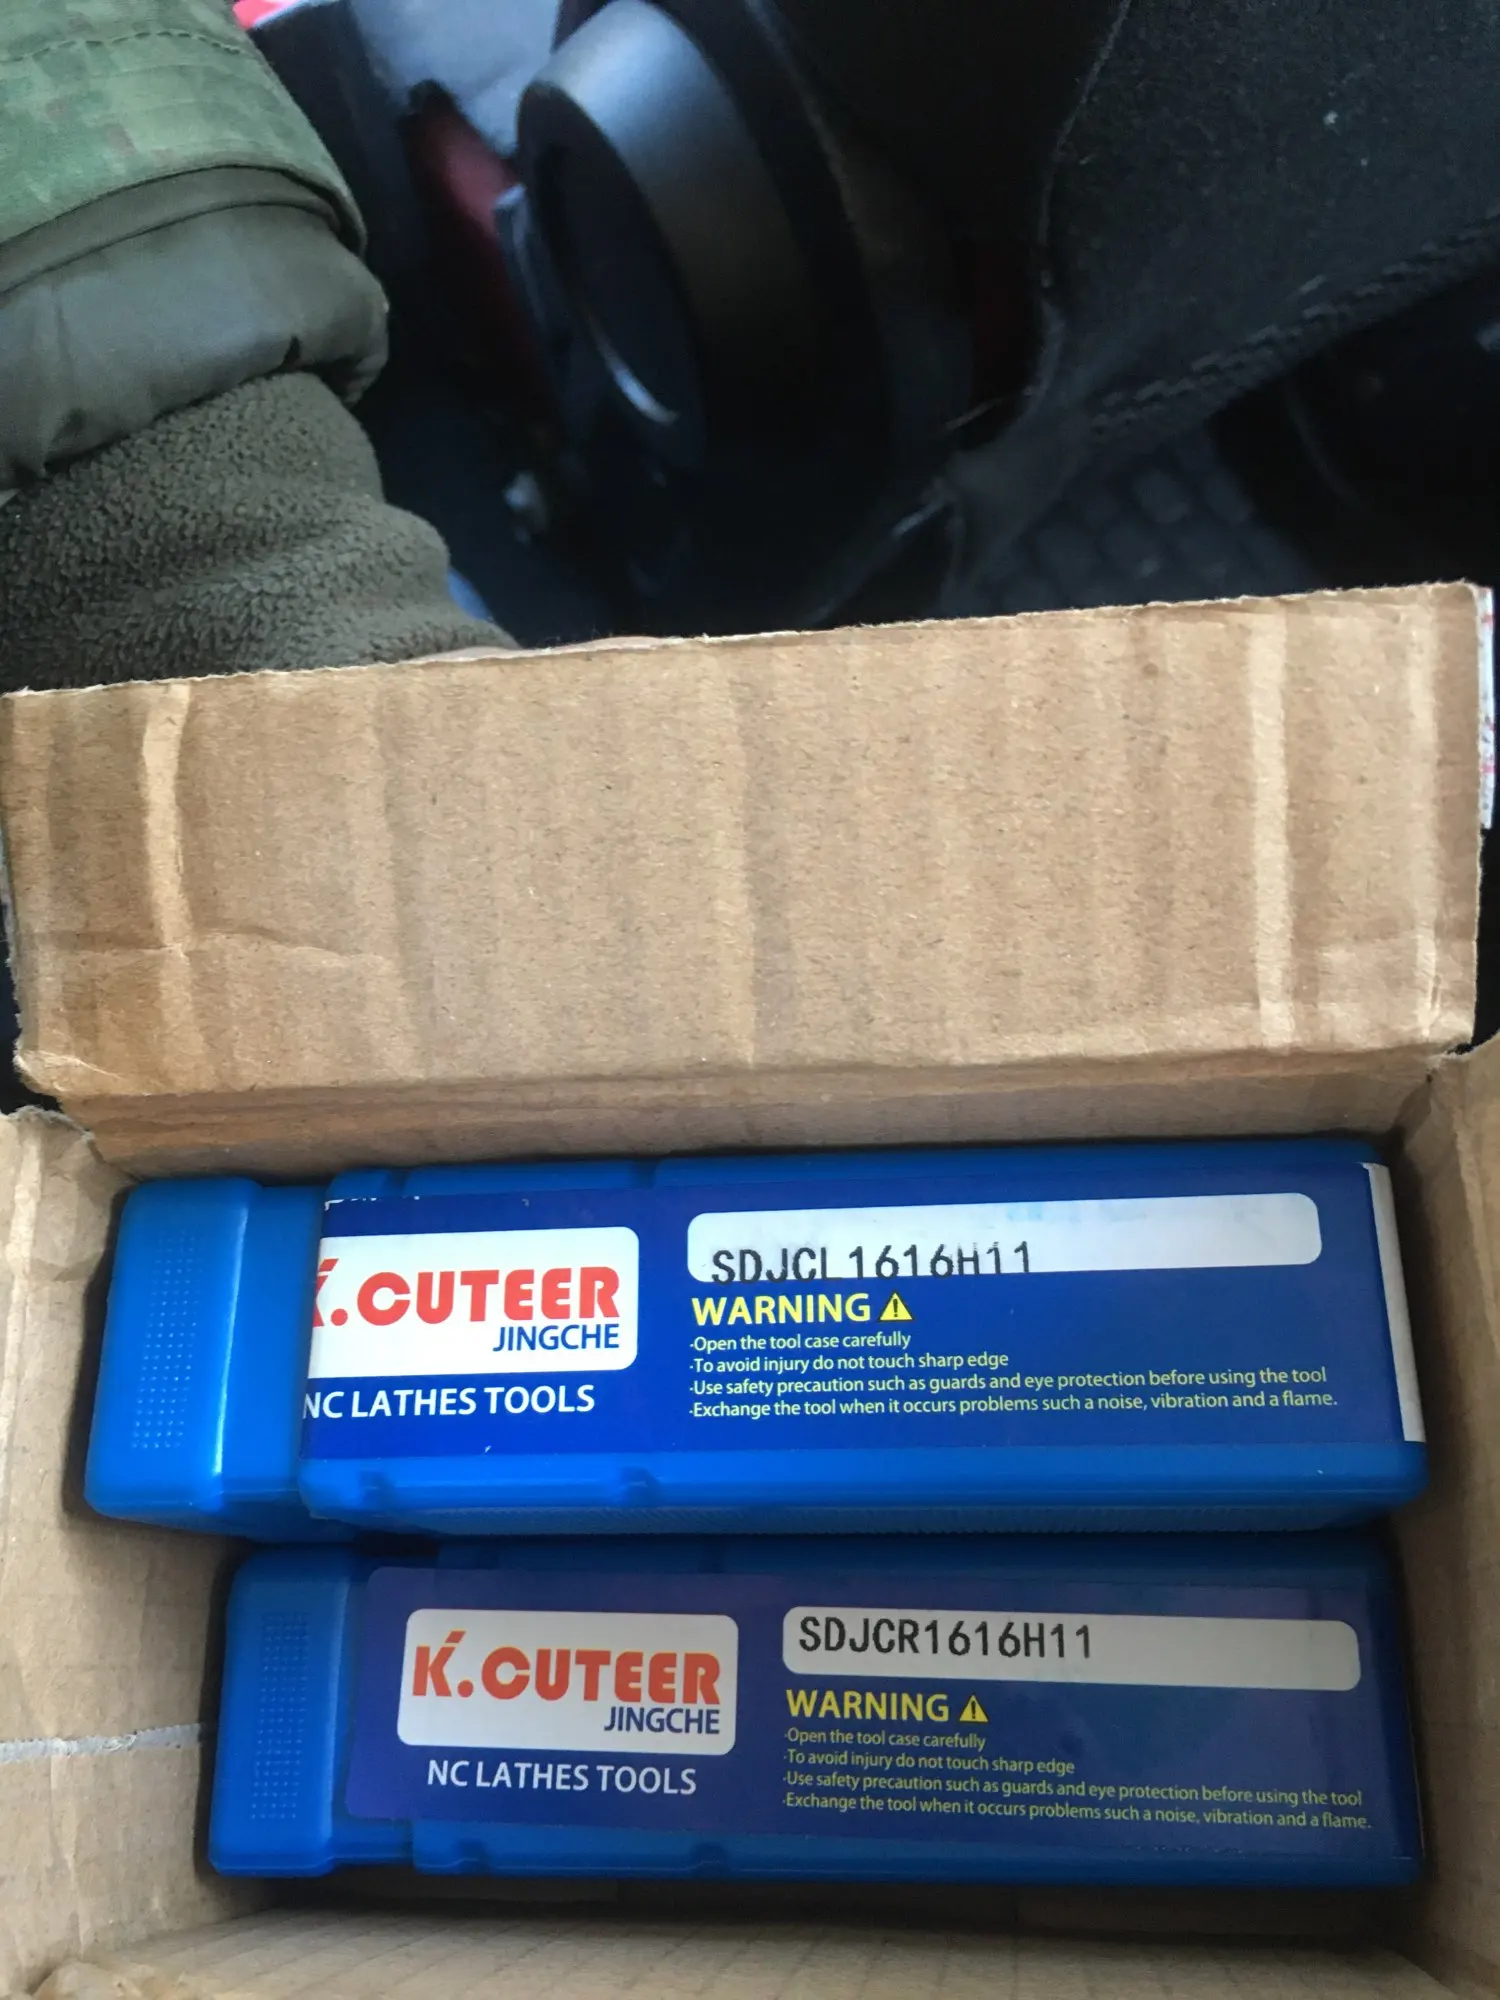 K.CUTEER
JINGCHE
NC LATHES TOOLS
SDJCL1616H11
WARNING
·Open the tool case carefully
·To avoid injury do not touch sharp edge
·Use safety precaution such as guards and eye protection before using the tool
·Exchange the tool when it occurs problems such a noise, vibration and a flame.
K.CUTEER
JINGCHE
NC LATHES TOOLS
SDJCR1616H11
WARNING
·Open the tool case carefully
·To avoid injury do not touch sharp edge
·Use safety precaution such as guards and eye protection before using the tool
·Exchange the tool when it occurs problems such a noise, vibration and a flame.